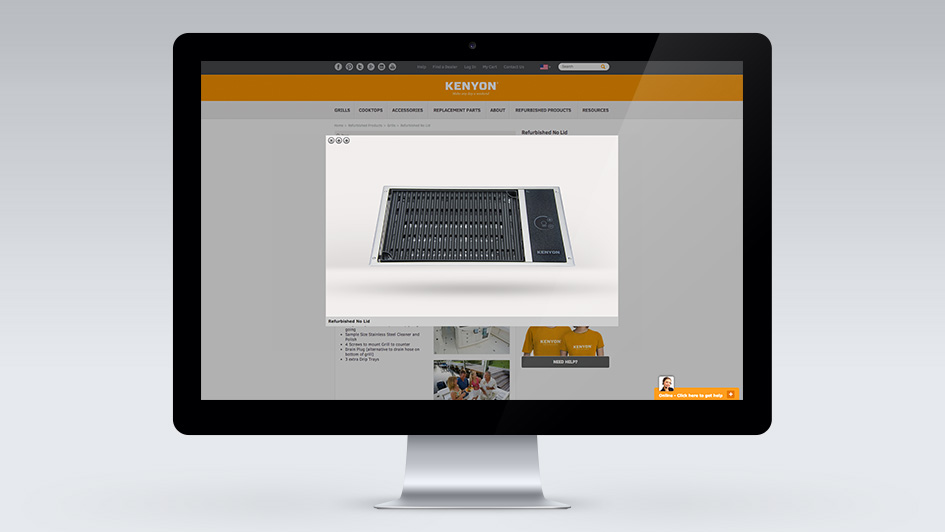 Help Find a Dealer Log In My Cart Contact Us Search
KENYON
GRILLS COOKTOPS ACCESSORIES REPLACEMENT PARTS ABOUT REFURBISHED PRODUCTS RESOURCES
Home > Refurbished Products > Grills > Refurbished No Lid
Refurbished No Lid
KENYON
Refurbished No Lid
going
Sample Size Stainless Steel Cleaner and
Polish
4 Screws to mount Grill to counter
Drain Plug (alternative to drain hose on
bottom of grill)
3 extra Drip Trays
KENYON
KENYON
NEED HELP?
Online - Click here to get help